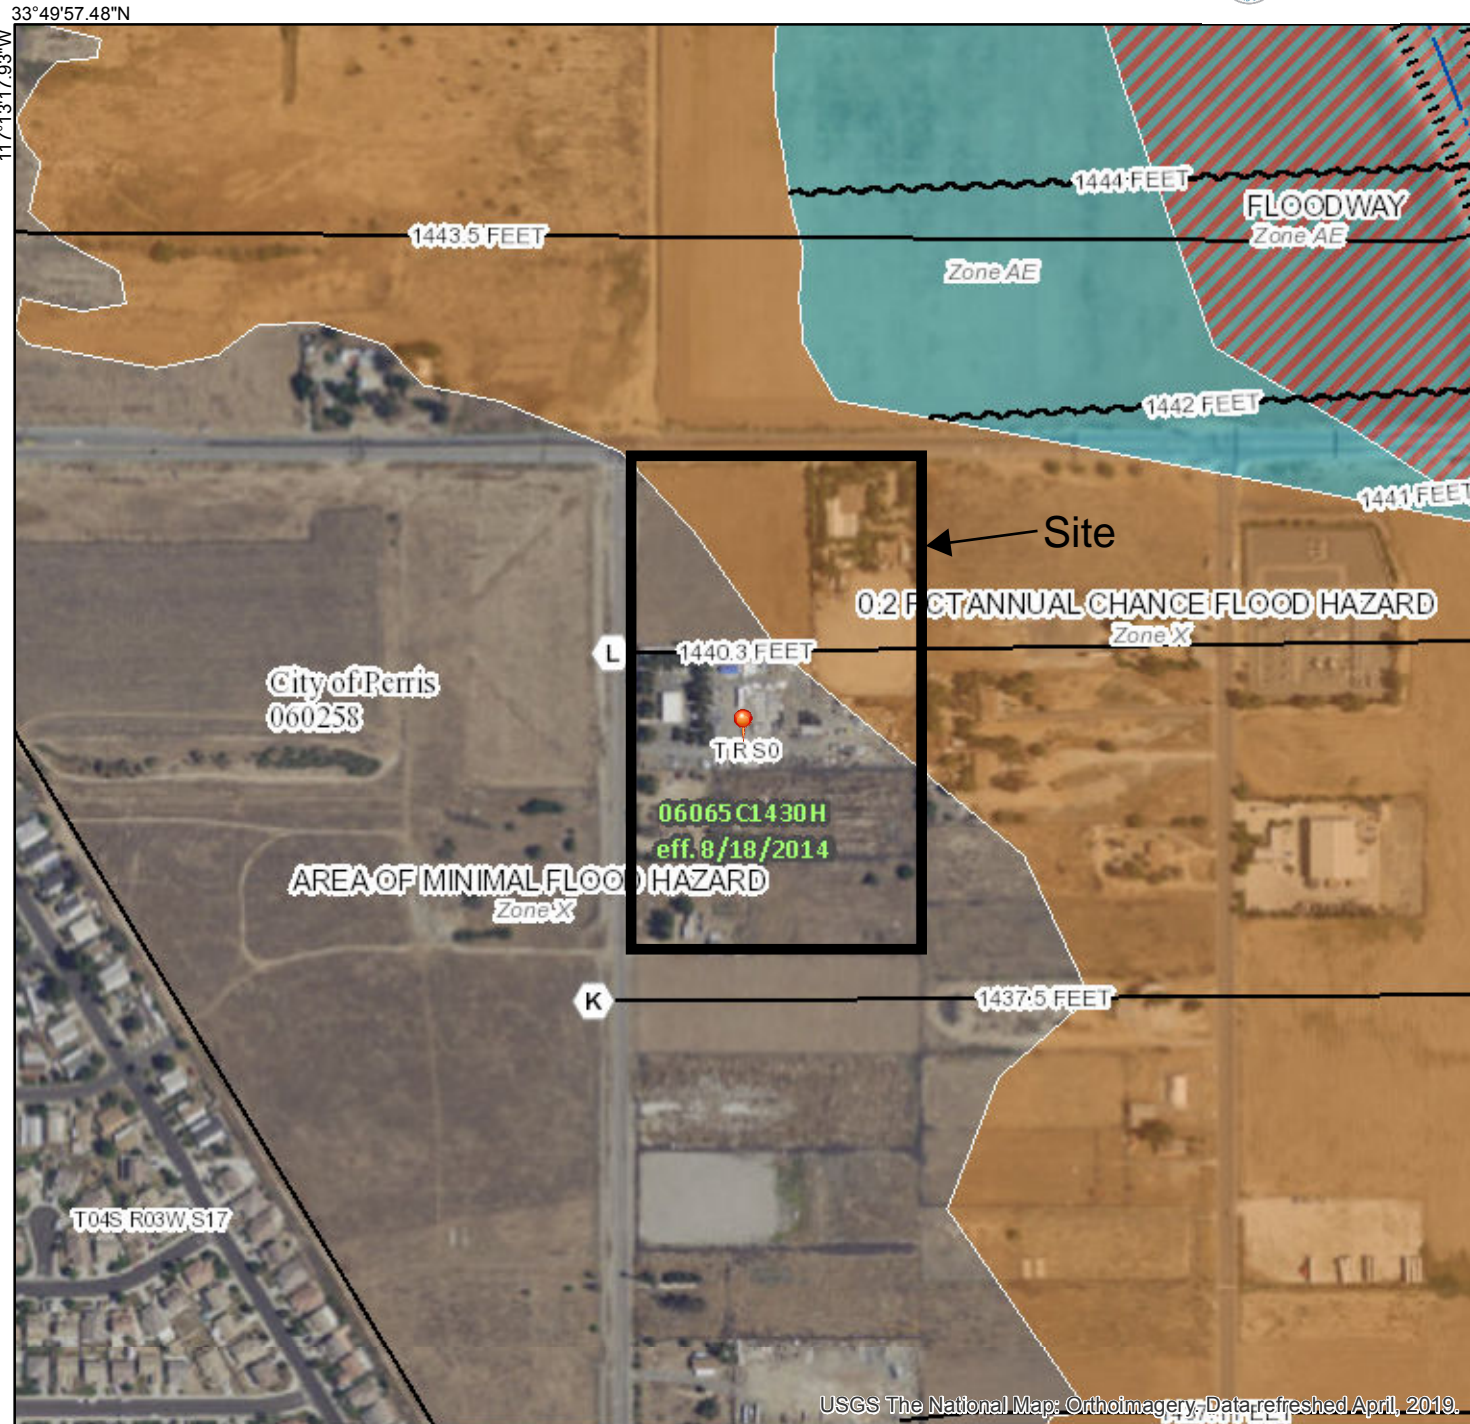 33°49'57.48"N
117°13'17.93"W
1444 FEET
FLOODWAY
Zone AE
1443.5 FEET
Zone AE
1442 FEET
1441 FEET
Site
0.2 PCT ANNUAL CHANCE FLOOD HAZARD
Zone X
L
1440.3 FEET
City of Perris
060258
T R S0
06065C1430H
eff. 8/18/2014
AREA OF MINIMAL FLOOD HAZARD
Zone X
K
1437.5 FEET
T04S R03W S17
USGS The National Map: Orthoimagery. Data refreshed April, 2019.